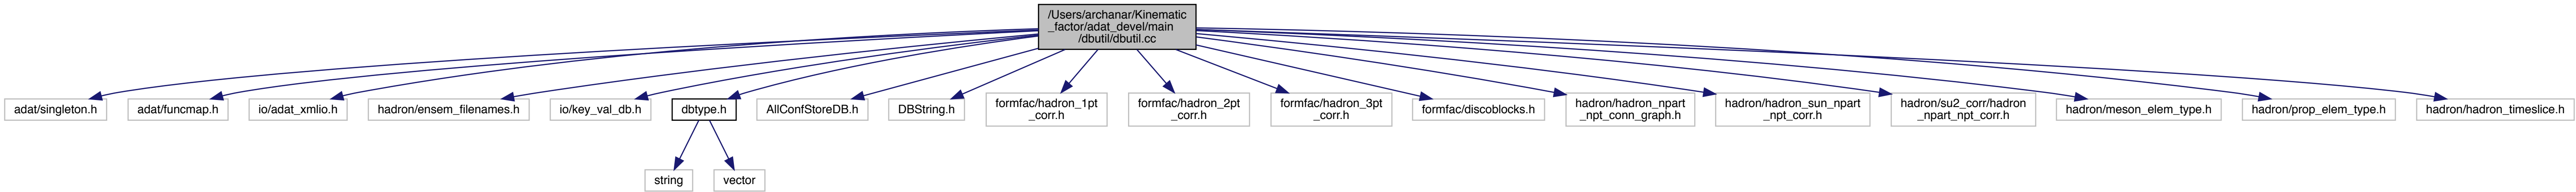 /Users/archanar/Kinematic
_factor/adat_devel/main
/dbutil/dbutil.cc
adat/singleton.h
adat/funcmap.h
io/adat_xmlio.h
hadron/ensem_filenames.h
io/key_val_db.h
dbtype.h
AllConfStoreDB.h
DBString.h
formfac/hadron_1pt
_corr.h
formfac/hadron_2pt
_corr.h
formfac/hadron_3pt
_corr.h
formfac/discoblocks.h
hadron/hadron_npart
_npt_conn_graph.h
hadron/hadron_sun_npart
_npt_corr.h
hadron/su2_corr/hadron
_npart_npt_corr.h
hadron/meson_elem_type.h
hadron/prop_elem_type.h
hadron/hadron_timeslice.h
string
vector